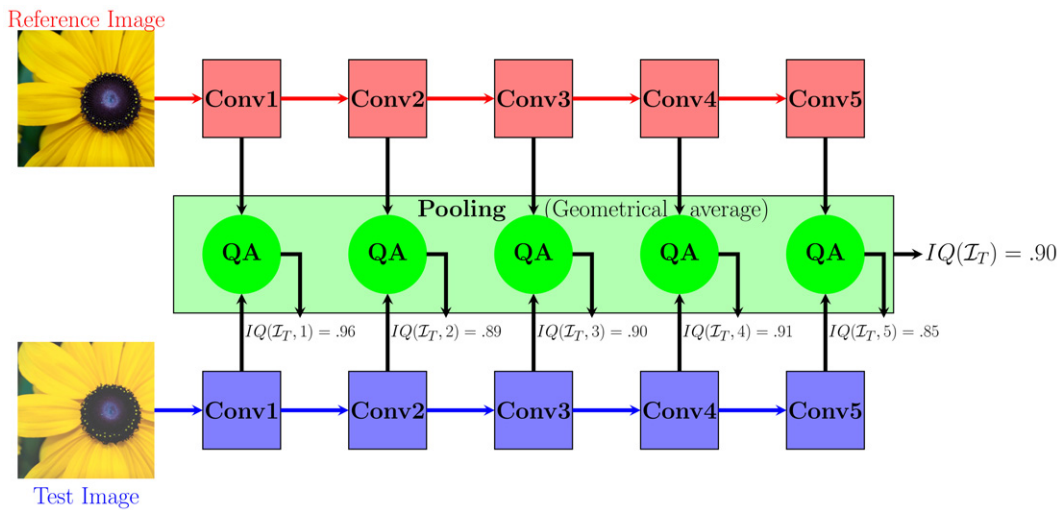 Reference Image
Conv1 Conv2 Conv3 Conv4 Conv5
Pooling (Geometrical average)
QA QA QA QA QA
IQ(𝓘_T) = .90
IQ(𝓘_T, 1) = .96 IQ(𝓘_T, 2) = .89 IQ(𝓘_T, 3) = .90 IQ(𝓘_T, 4) = .91 IQ(𝓘_T, 5) = .85
Conv1 Conv2 Conv3 Conv4 Conv5
Test Image